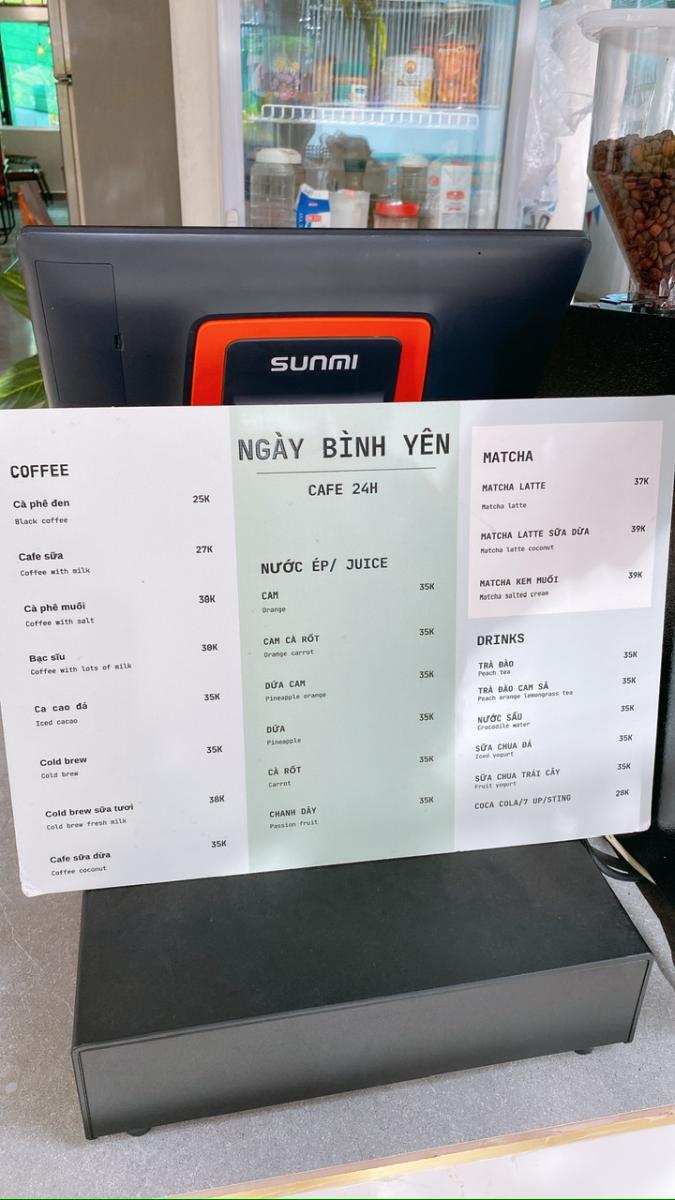 SUNMI
COFFEE
Cà phê đen 25K
Black coffee
Cafe sữa 27K
Coffee with milk
Cà phê muối 30K
Coffee with salt
Bạc sĩu 30K
Coffee with lots of milk
Ca cao đá 35K
Iced cacao
Cold brew 35K
Cold brew
Cold brew sữa tươi 38K
Cold brew fresh milk
Cafe sữa dừa 35K
Coffee coconut
NGÀY BÌNH YÊN
CAFE 24H
NƯỚC ÉP/ JUICE
CAM 35K
Orange
CAM CÀ RỐT 35K
Orange carrot
DỨA CAM 35K
Pineapple orange
DỨA 35K
Pineapple
CÀ RỐT 35K
Carrot
CHANH DÂY 35K
Passion fruit
MATCHA
MATCHA LATTE 37K
Matcha latte
MATCHA LATTE SỮA DỪA 39K
Matcha latte coconut
MATCHA KEM MUỐI 39K
Matcha salted cream
DRINKS
TRÀ ĐÀO 35K
Peach tea
TRÀ ĐÀO CAM SẢ 35K
Peach orange lemongrass tea
NƯỚC SẤU 35K
Crocodile water
SỮA CHUA ĐÁ 35K
Iced yogurt
SỮA CHUA TRÁI CÂY 35K
Fruit yogurt
COCA COLA/7 UP/STING 28K